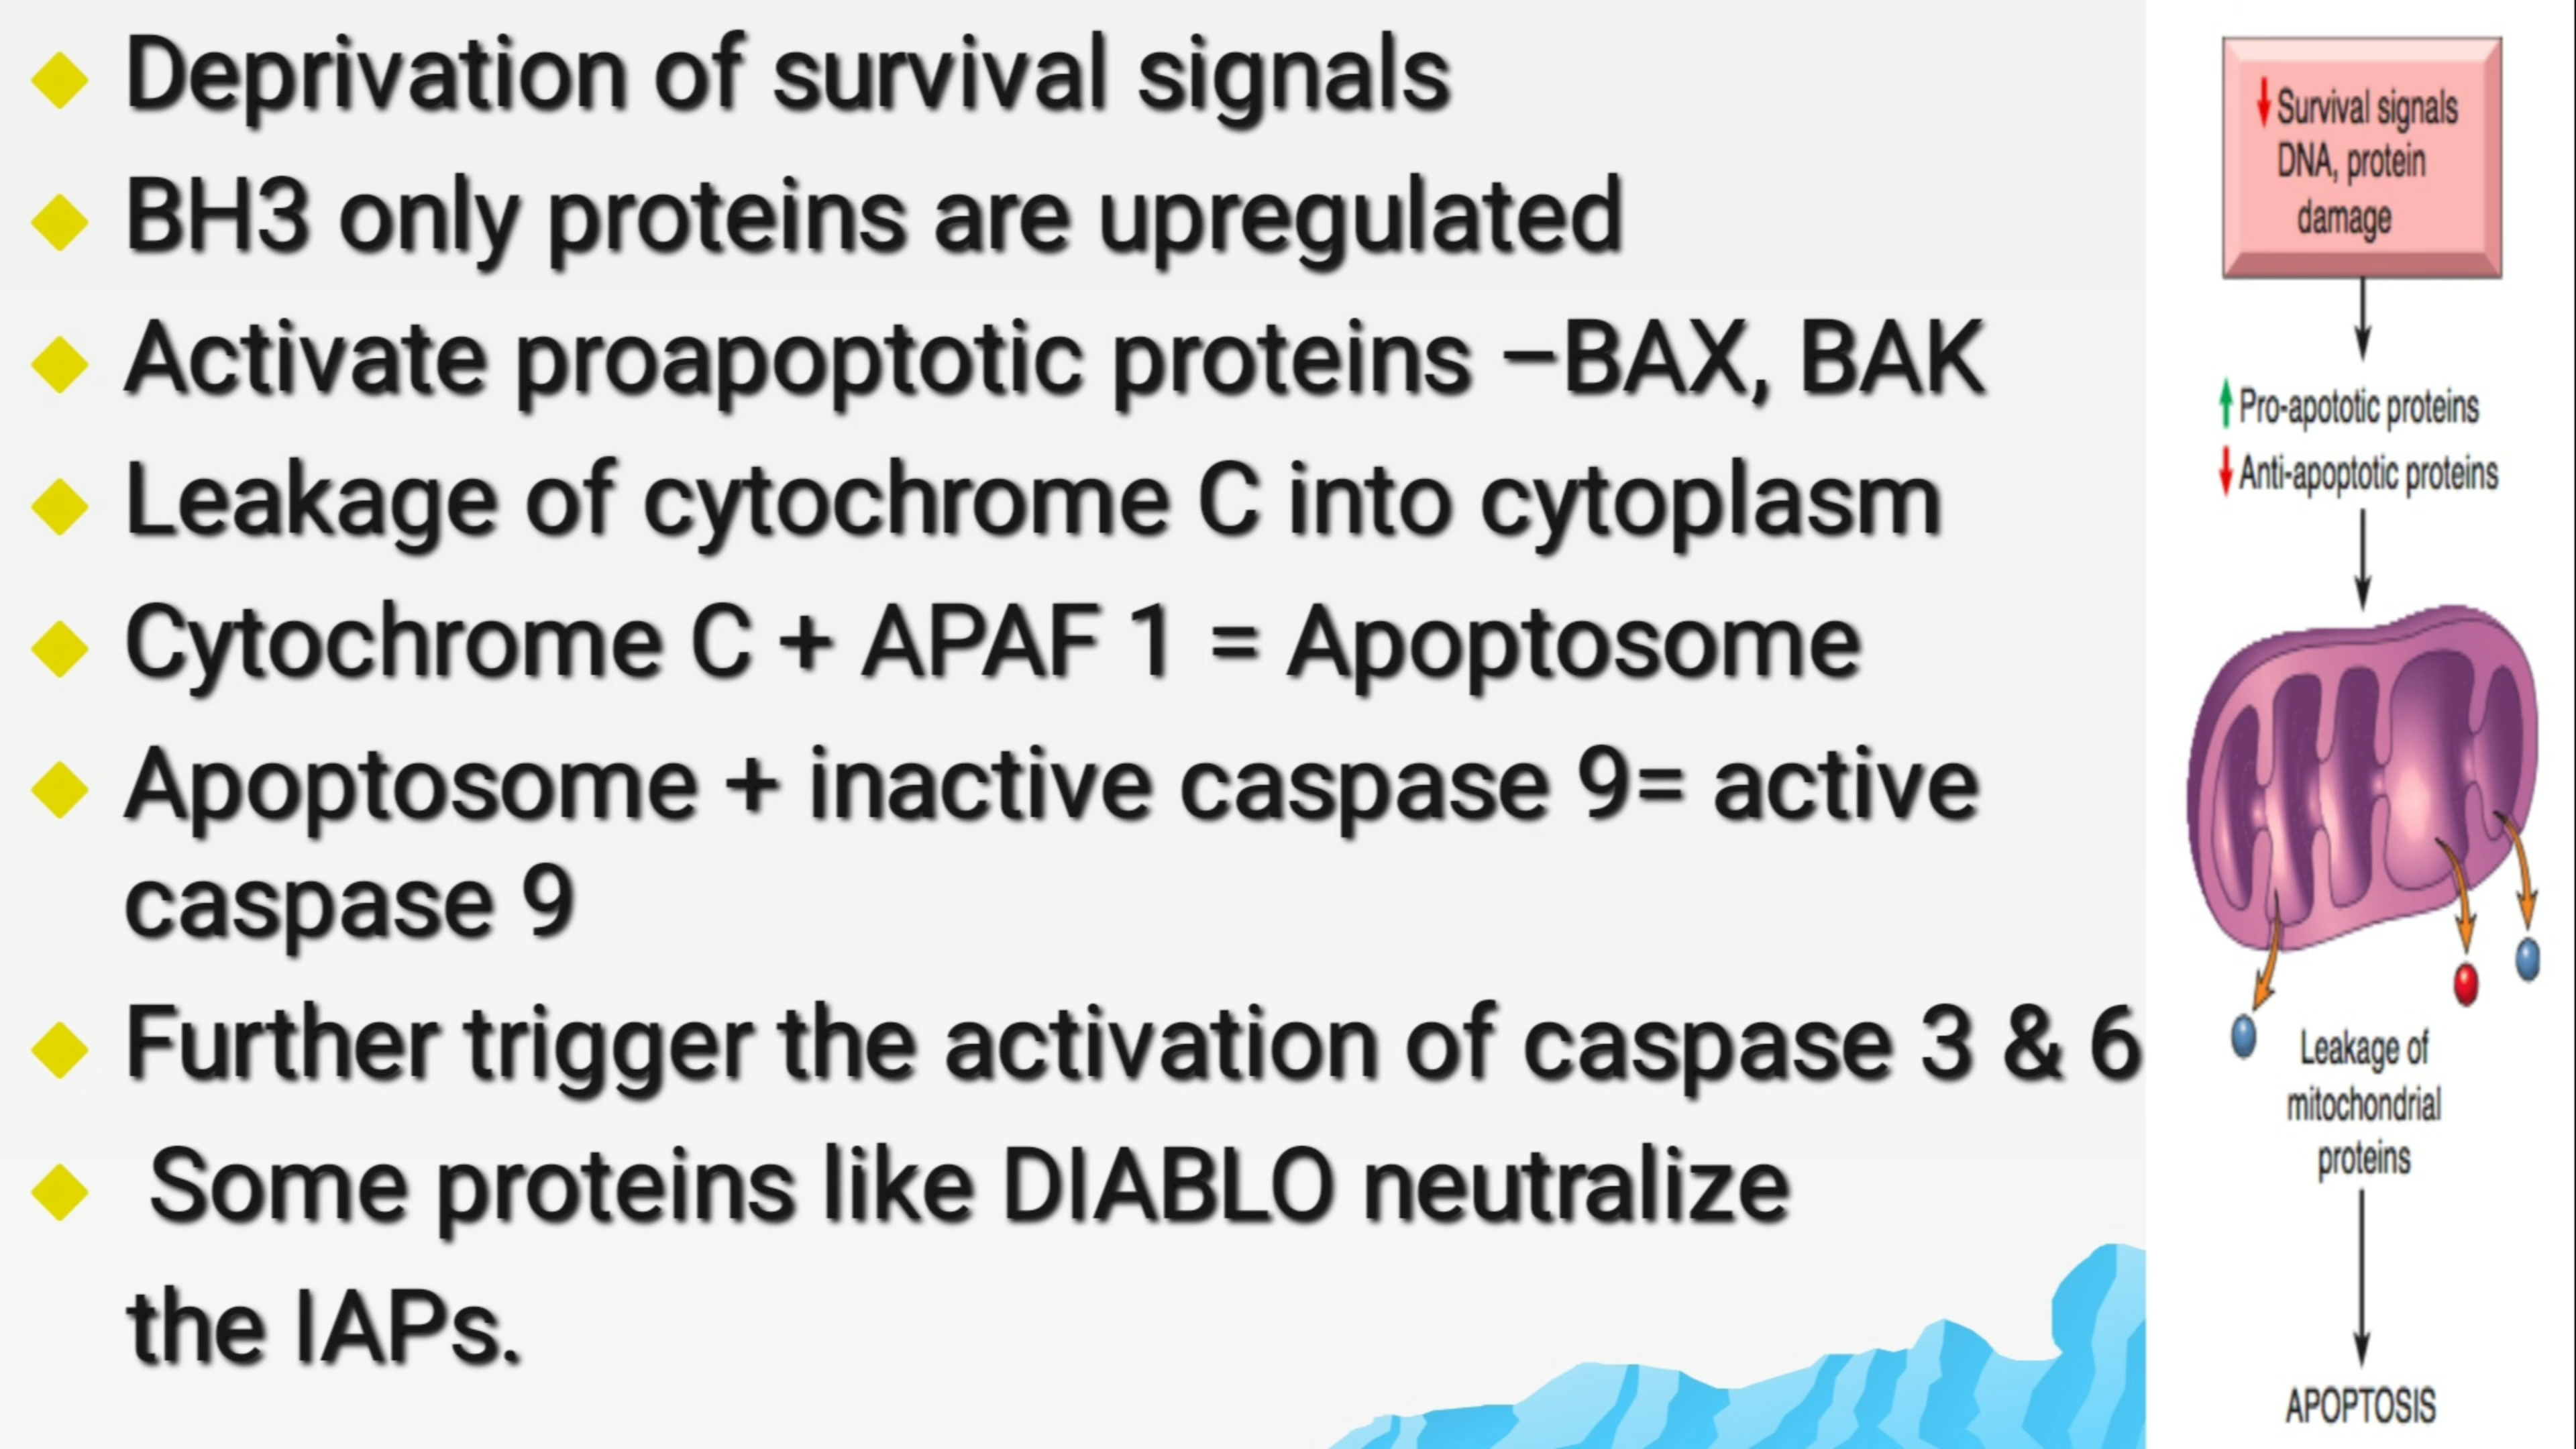 Deprivation of survival signals
BH3 only proteins are upregulated
Activate proapoptotic proteins –BAX, BAK
Leakage of cytochrome C into cytoplasm
Cytochrome C + APAF 1 = Apoptosome
Apoptosome + inactive caspase 9= active
caspase 9
Further trigger the activation of caspase 3 & 6
Some proteins like DIABLO neutralize
the IAPs.
Survival signals
DNA, protein
damage
Pro-apototic proteins
Anti-apoptotic proteins
Leakage of
mitochondrial
proteins
APOPTOSIS